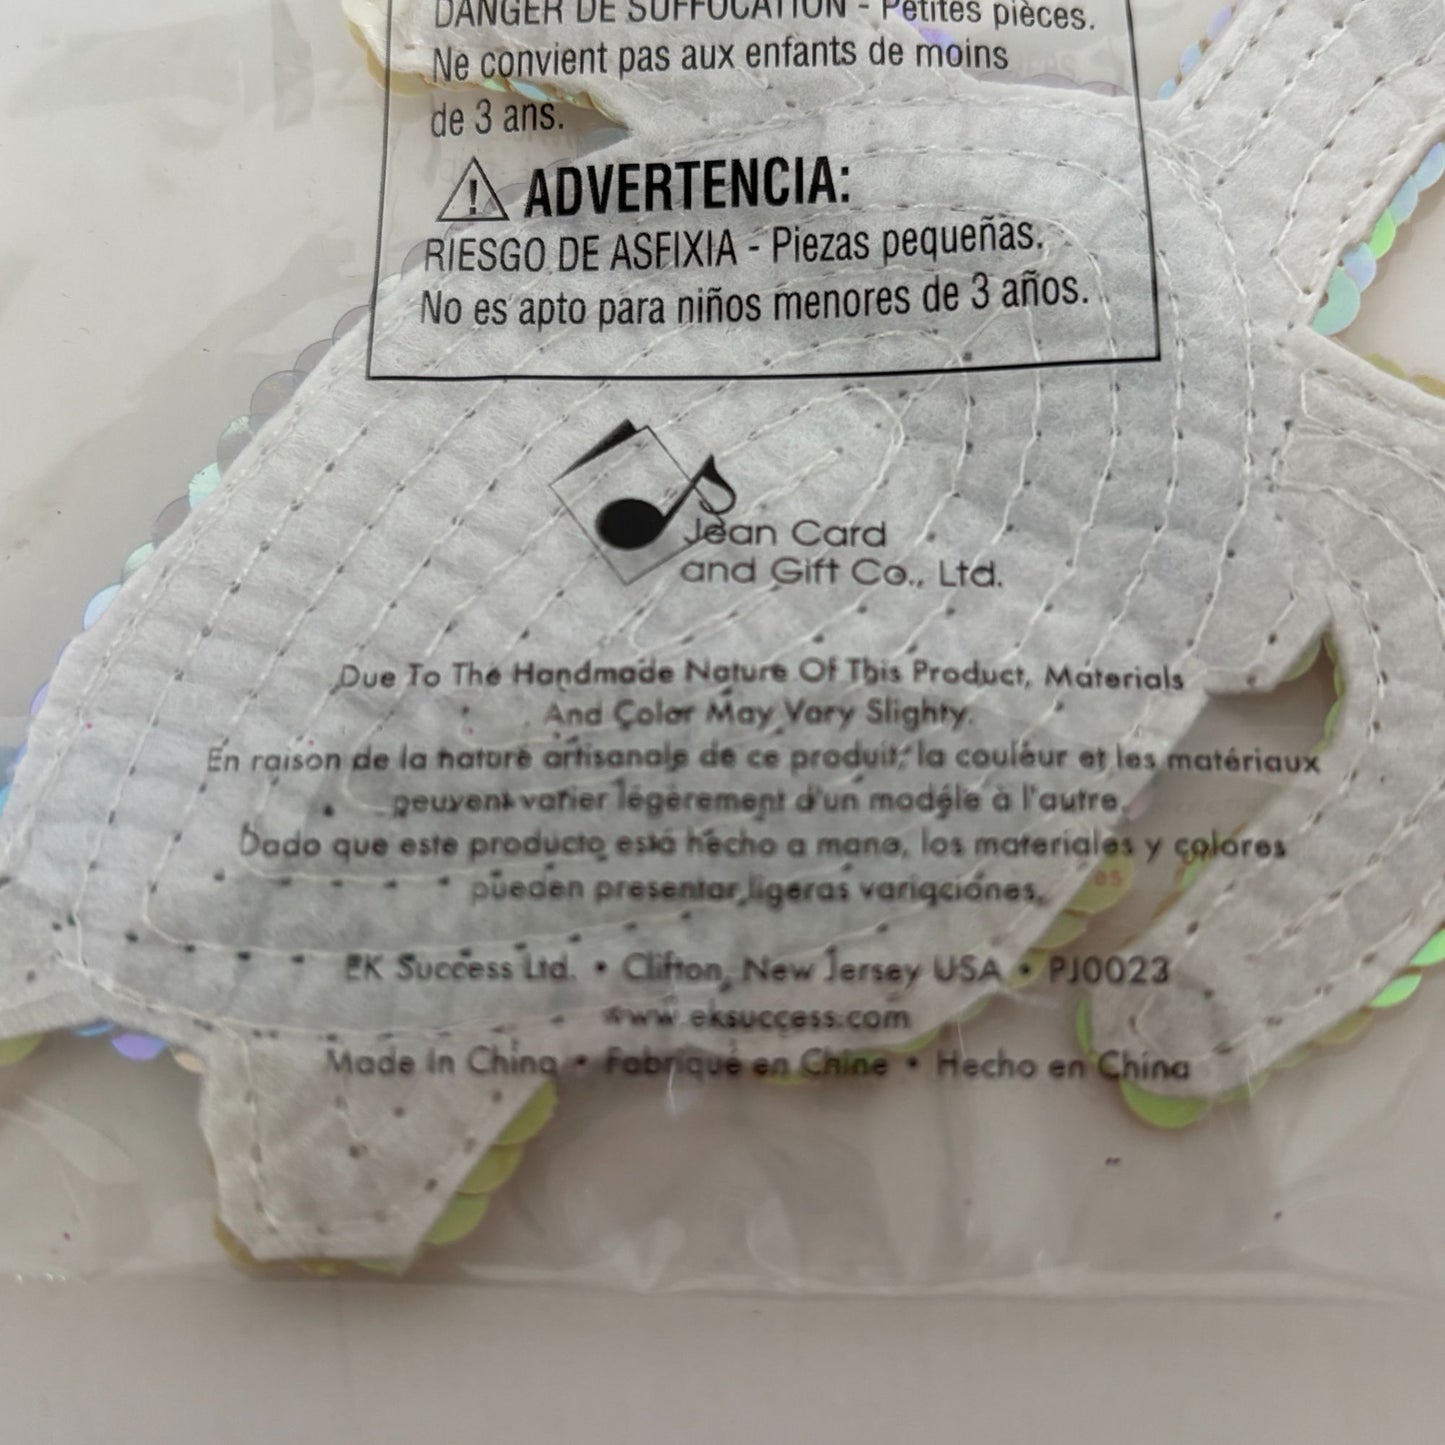 DANGER DE SUFFOCATION - Petites pièces.
Ne convient pas aux enfants de moins
de 3 ans.
ADVERTENCIA:
RIESGO DE ASFIXIA - Piezas pequeñas.
No es apto para niños menores de 3 años.
Jean Card
and Gift Co., Ltd.
Due To The Handmade Nature Of This Product, Materials
And Color May Vary Slighty.
En raison de la nature artisanale de ce produit, la couleur et les matériaux
peuvent varier légèrement d'un modèle à l'autre.
Dado que este producto está hecho a mano, los materiales y colores
pueden presentar ligeras variaciones.
EK Success Ltd. • Clifton, New Jersey USA • PJ0023
www.eksuccess.com
Made In China • Fabriqué en Chine • Hecho en China